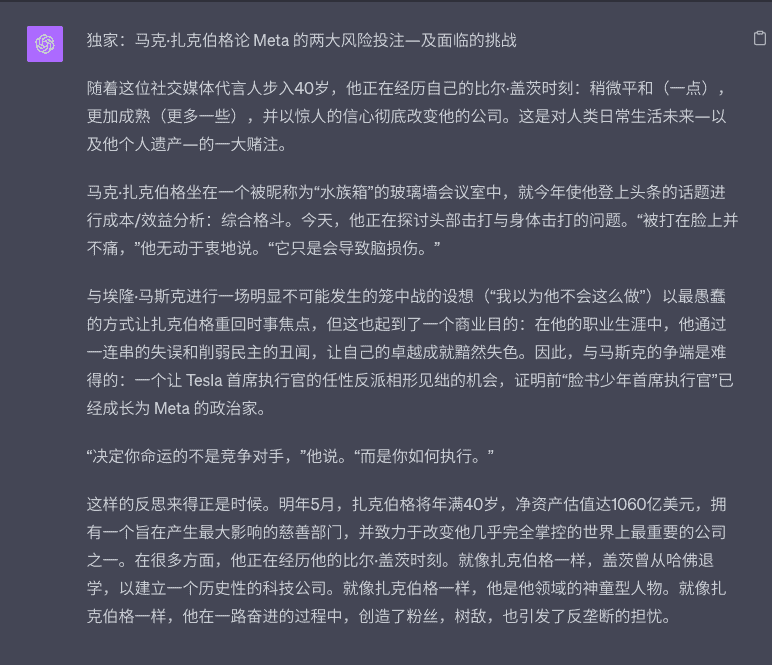 独家：马克·扎克伯格论 Meta 的两大风险投注—及面临的挑战
随着这位社交媒体代言人步入40岁，他正在经历自己的比尔·盖茨时刻：稍微平和（一点），
更加成熟（更多一些），并以惊人的信心彻底改变他的公司。这是对人类日常生活未来—以
及他个人遗产—的一大赌注。
马克·扎克伯格坐在一个被昵称为“水族箱”的玻璃墙会议室中，就今年使他登上头条的话题进
行成本/效益分析：综合格斗。今天，他正在探讨头部击打与身体击打的问题。“被打在脸上并
不痛，”他无动于衷地说。“它只是会导致脑损伤。”
与埃隆·马斯克进行一场明显不可能发生的笼中战的设想（“我以为他不会这么做”）以最愚蠢
的方式让扎克伯格重回时事焦点，但这也起到了一个商业目的：在他的职业生涯中，他通过
一连串的失误和削弱民主的丑闻，让自己的卓越成就黯然失色。因此，与马斯克的争端是难
得的：一个让 Tesla 首席执行官的任性反派相形见绌的机会，证明前“脸书少年首席执行官”已
经成长为 Meta 的政治家。
“决定你命运的不是竞争对手，”他说。“而是你如何执行。”
这样的反思来得正是时候。明年5月，扎克伯格将年满40岁，净资产估值达1060亿美元，拥
有一个旨在产生最大影响的慈善部门，并致力于改变他几乎完全掌控的世界上最重要的公司
之一。在很多方面，他正在经历他的比尔·盖茨时刻。就像扎克伯格一样，盖茨曾从哈佛退
学，以建立一个历史性的科技公司。就像扎克伯格一样，他是他领域的神童型人物。就像扎
克伯格一样，他在一路奋进的过程中，创造了粉丝，树敌，也引发了反垄断的担忧。